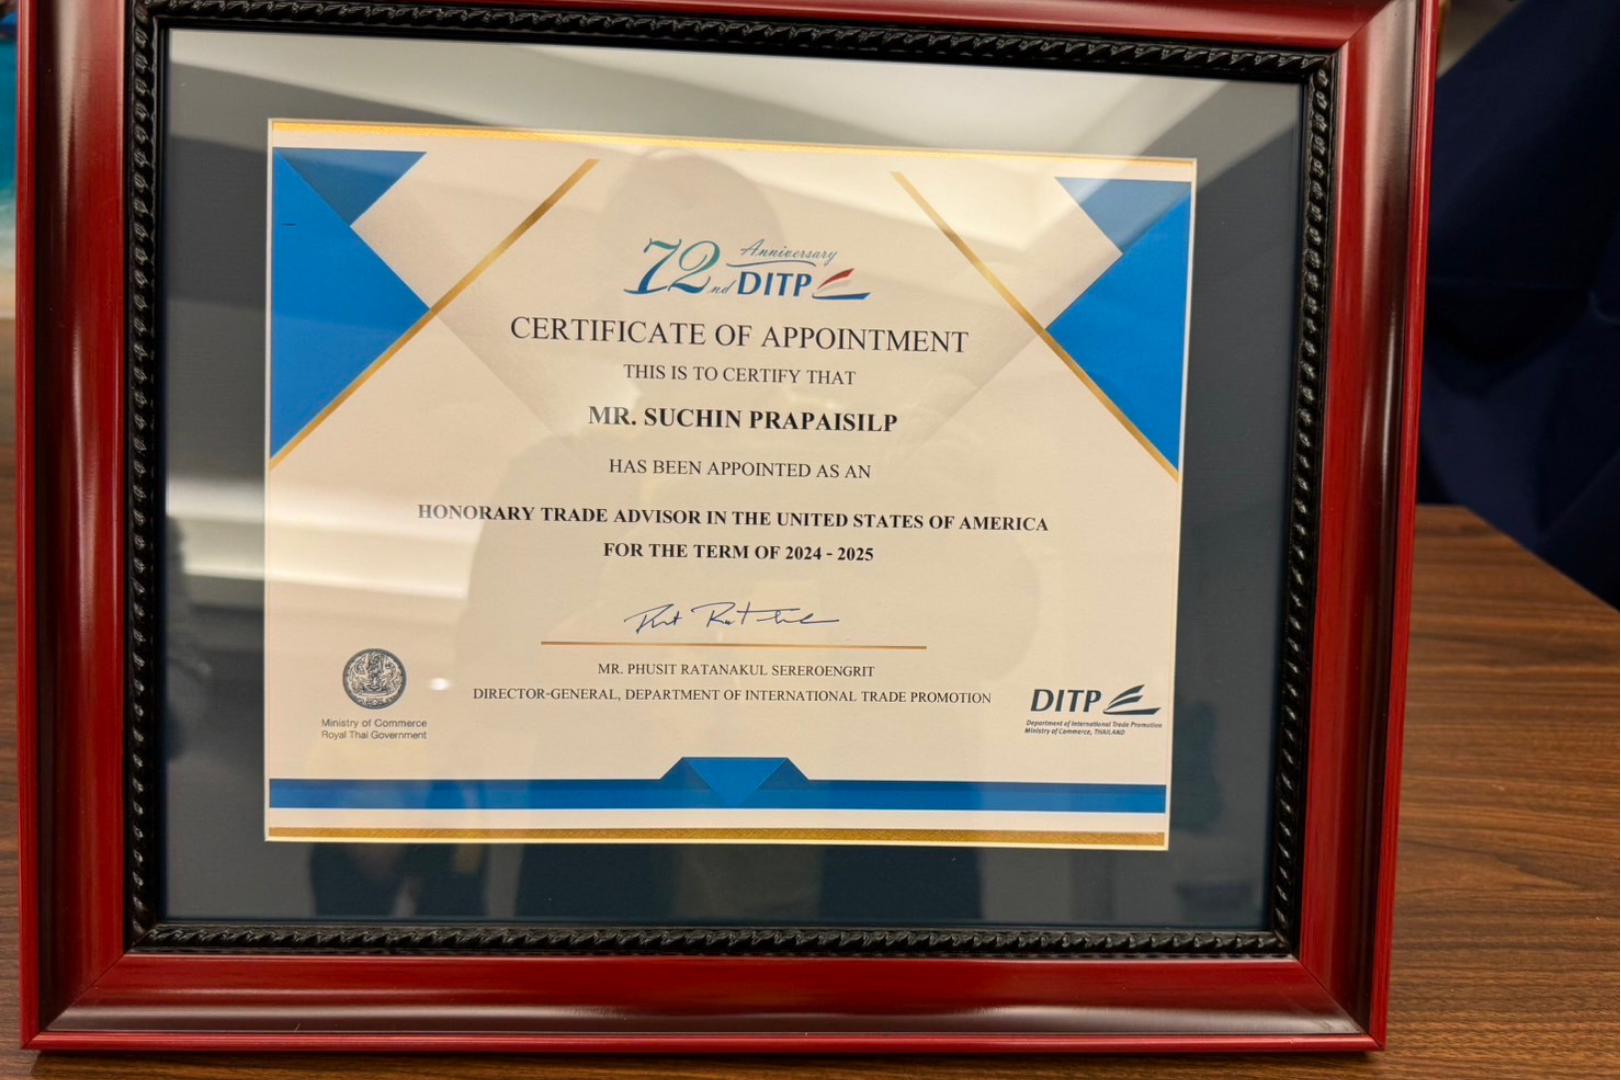 72nd Anniversary
DITP
CERTIFICATE OF APPOINTMENT
THIS IS TO CERTIFY THAT
MR. SUCHIN PRAPAISILP
HAS BEEN APPOINTED AS AN
HONORARY TRADE ADVISOR IN THE UNITED STATES OF AMERICA
FOR THE TERM OF 2024 - 2025
MR. PHUSIT RATANAKUL SEREROENGRIT
DIRECTOR-GENERAL, DEPARTMENT OF INTERNATIONAL TRADE PROMOTION
Ministry of Commerce
Royal Thai Government
DITP
Department of International Trade Promotion
Ministry of Commerce, THAILAND